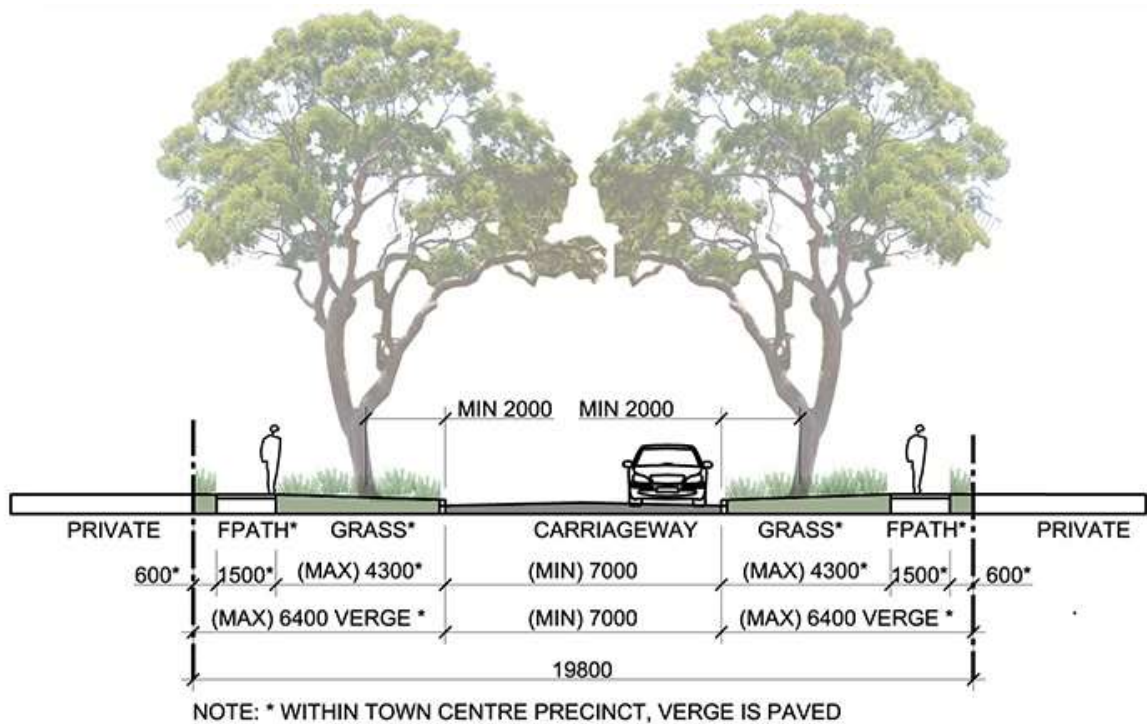 MIN 2000 MIN 2000
PRIVATE FPATH* GRASS* CARRIAGEWAY GRASS* FPATH* PRIVATE
600* 1500* (MAX) 4300* (MIN) 7000 (MAX) 4300* 1500* 600*
(MAX) 6400 VERGE * (MIN) 7000 (MAX) 6400 VERGE *
19800
NOTE: * WITHIN TOWN CENTRE PRECINCT, VERGE IS PAVED